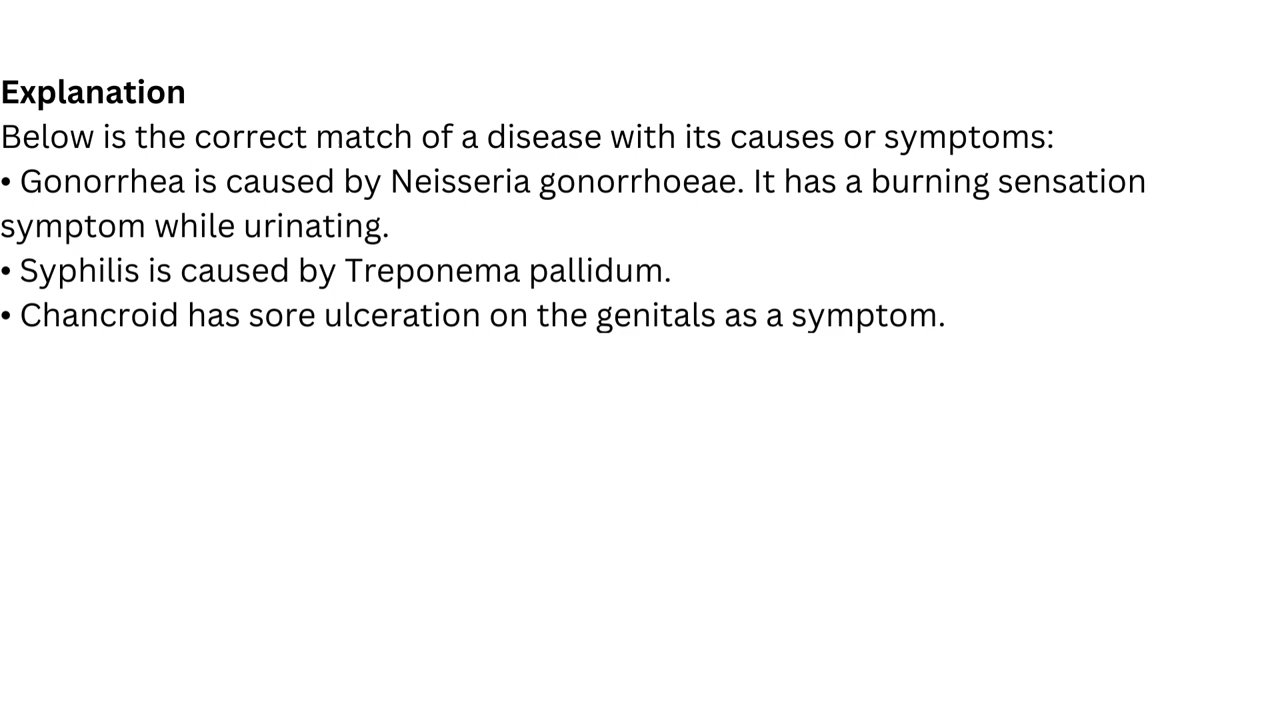 Explanation
Below is the correct match of a disease with its causes or symptoms:
• Gonorrhea is caused by Neisseria gonorrhoeae. It has a burning sensation
symptom while urinating.
• Syphilis is caused by Treponema pallidum.
• Chancroid has sore ulceration on the genitals as a symptom.